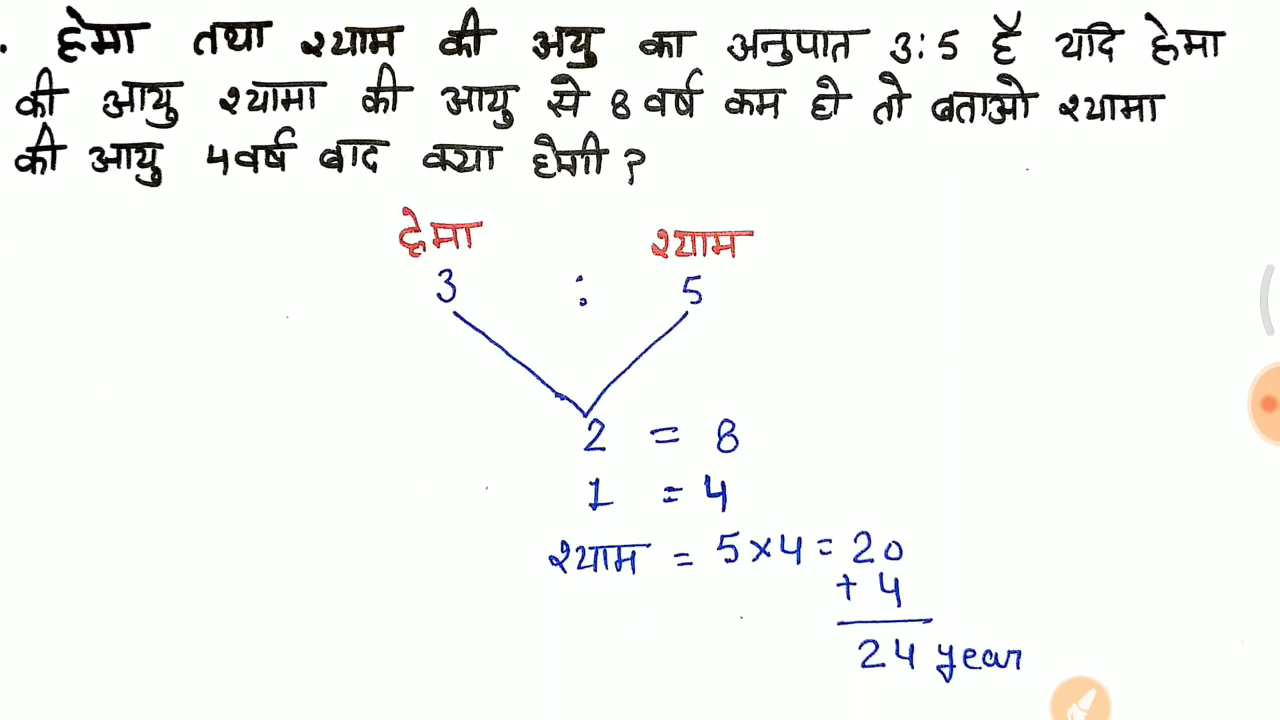 . हेमा तथा श्याम की अयु का अनुपात 3:5 है यदि हेमा
की आयु श्यामा की आयु से 8 वर्ष कम हो तो बताओ श्यामा
की आयु 4 वर्ष बाद क्या होगी ?
हेमा श्याम
3 : 5
2 = 8
1 = 4
श्याम = 5×4 = 20
+ 4
24 year